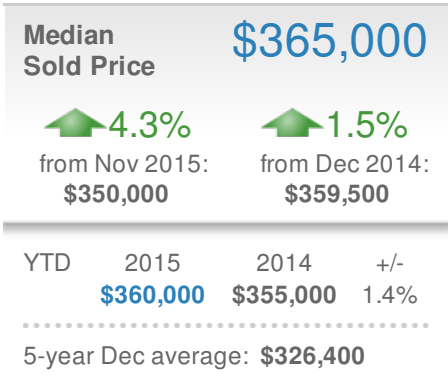 Median
Sold Price
$365,000
4.3% 1.5%
from Nov 2015: from Dec 2014:
$350,000 $359,500
YTD 2015 2014 +/-
$360,000 $355,000 1.4%
5-year Dec average: $326,400